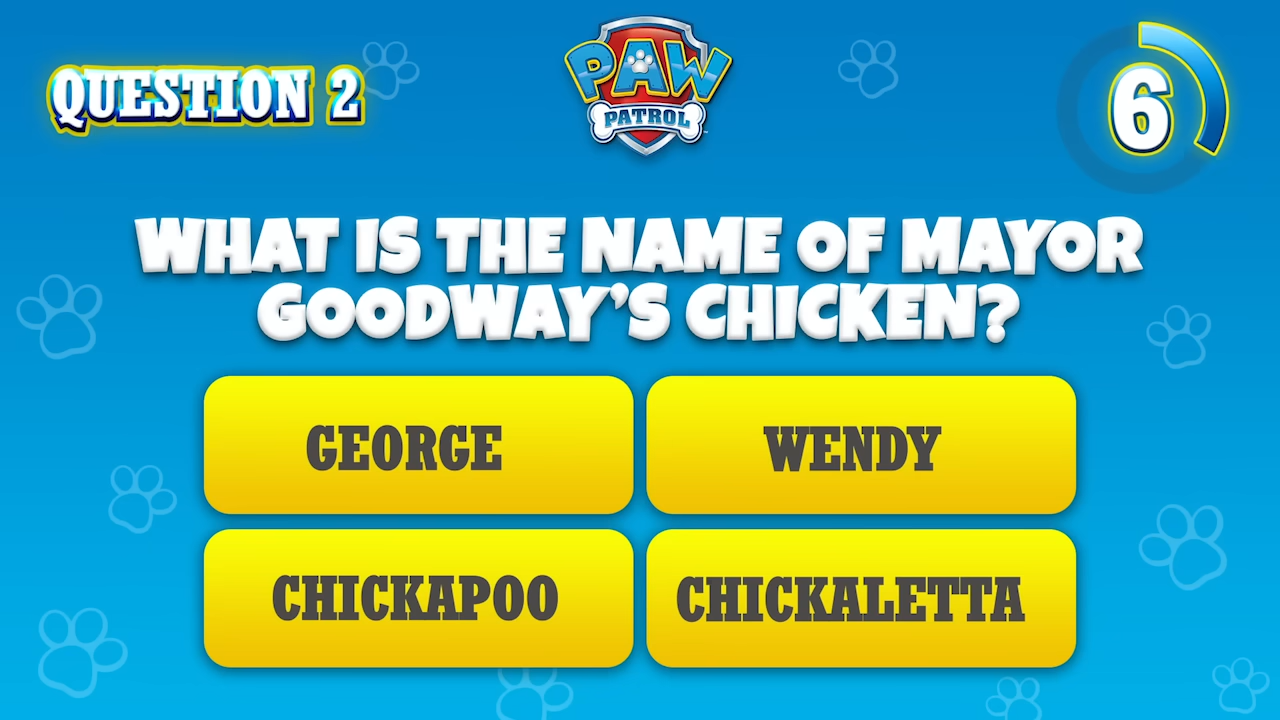 QUESTION 2
PAW
PATROL
6
WHAT IS THE NAME OF MAYOR
GOODWAY'S CHICKEN?
GEORGE
WENDY
CHICKAPOO
CHICKALETTA